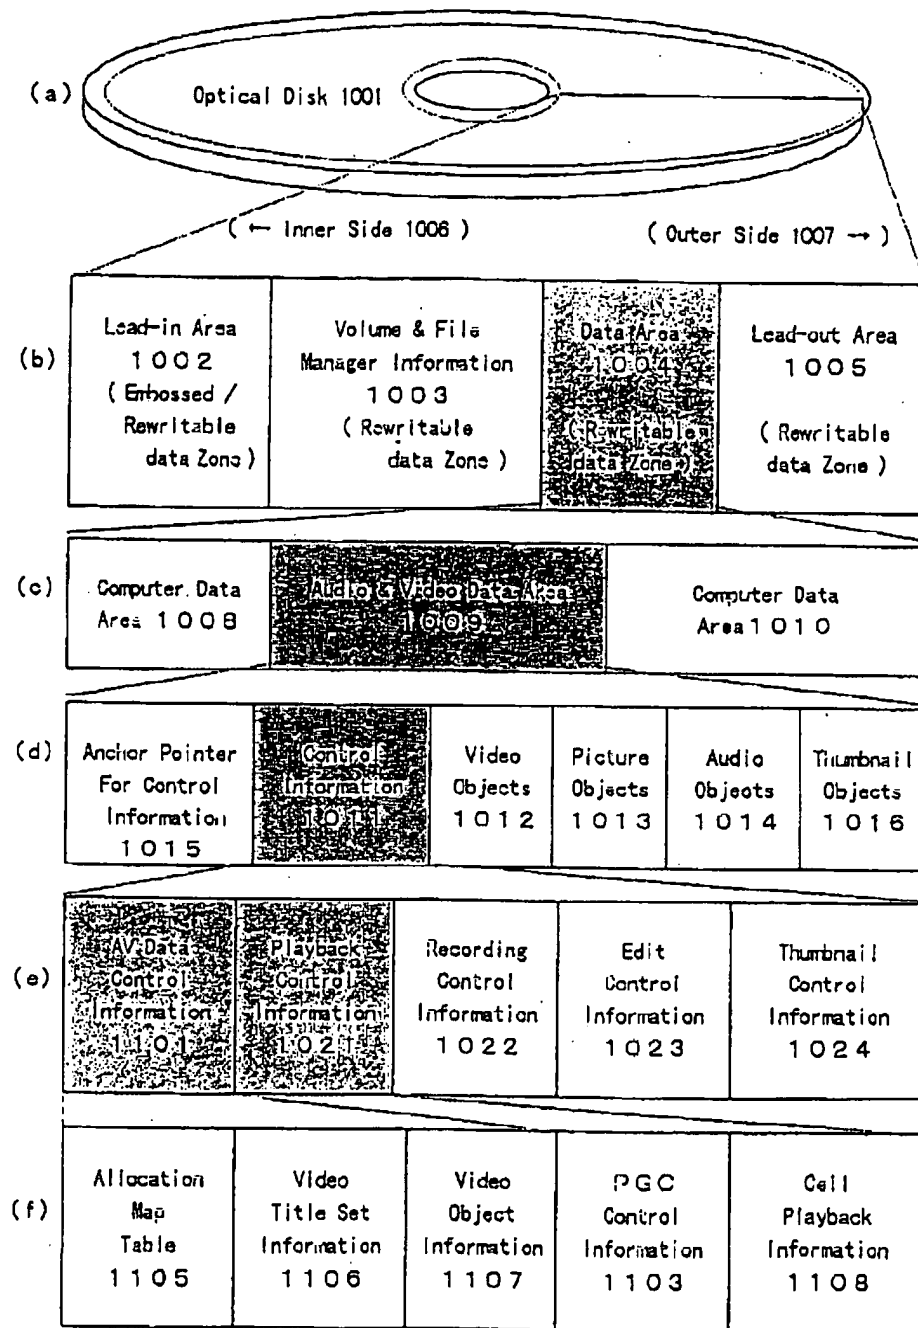 (a)
Optical Disk 1001
( ← Inner Side 1006 )
( Outer Side 1007 → )
(b)
Lead-in Area
1002
( Embossed /
Rewritable
data Zone )
Volume & File
Manager Information
1003
( Rewritable
data Zone )
Data Area
1004
( Rewritable
data Zone )
Lead-out Area
1005
( Rewritable
data Zone )
(c)
Computer Data
Area 1008
Audio & Video Data Area
1009
Computer Data
Area 1010
(d)
Anchor Pointer
For Control
Information
1015
Control
Information
1011
Video
Objects
1012
Picture
Objects
1013
Audio
Objects
1014
Thumbnail
Objects
1016
(e)
AV Data
Control
Information
1101
Playback
Control
Information
1021
Recording
Control
Information
1022
Edit
Control
Information
1023
Thumbnail
Control
Information
1024
(f)
Allocation
Map
Table
1105
Video
Title Set
Information
1106
Video
Object
Information
1107
PGC
Control
Information
1103
Cell
Playback
Information
1108